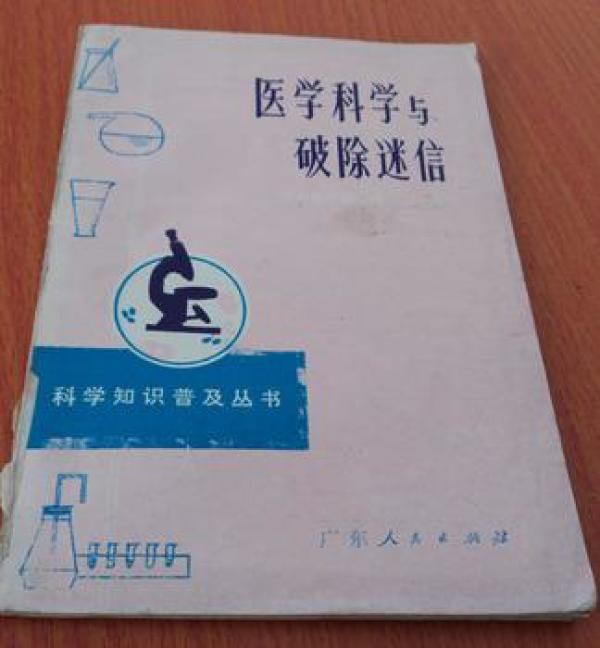 医学科学与
破除迷信
科学知识普及丛书
广东人民出版社